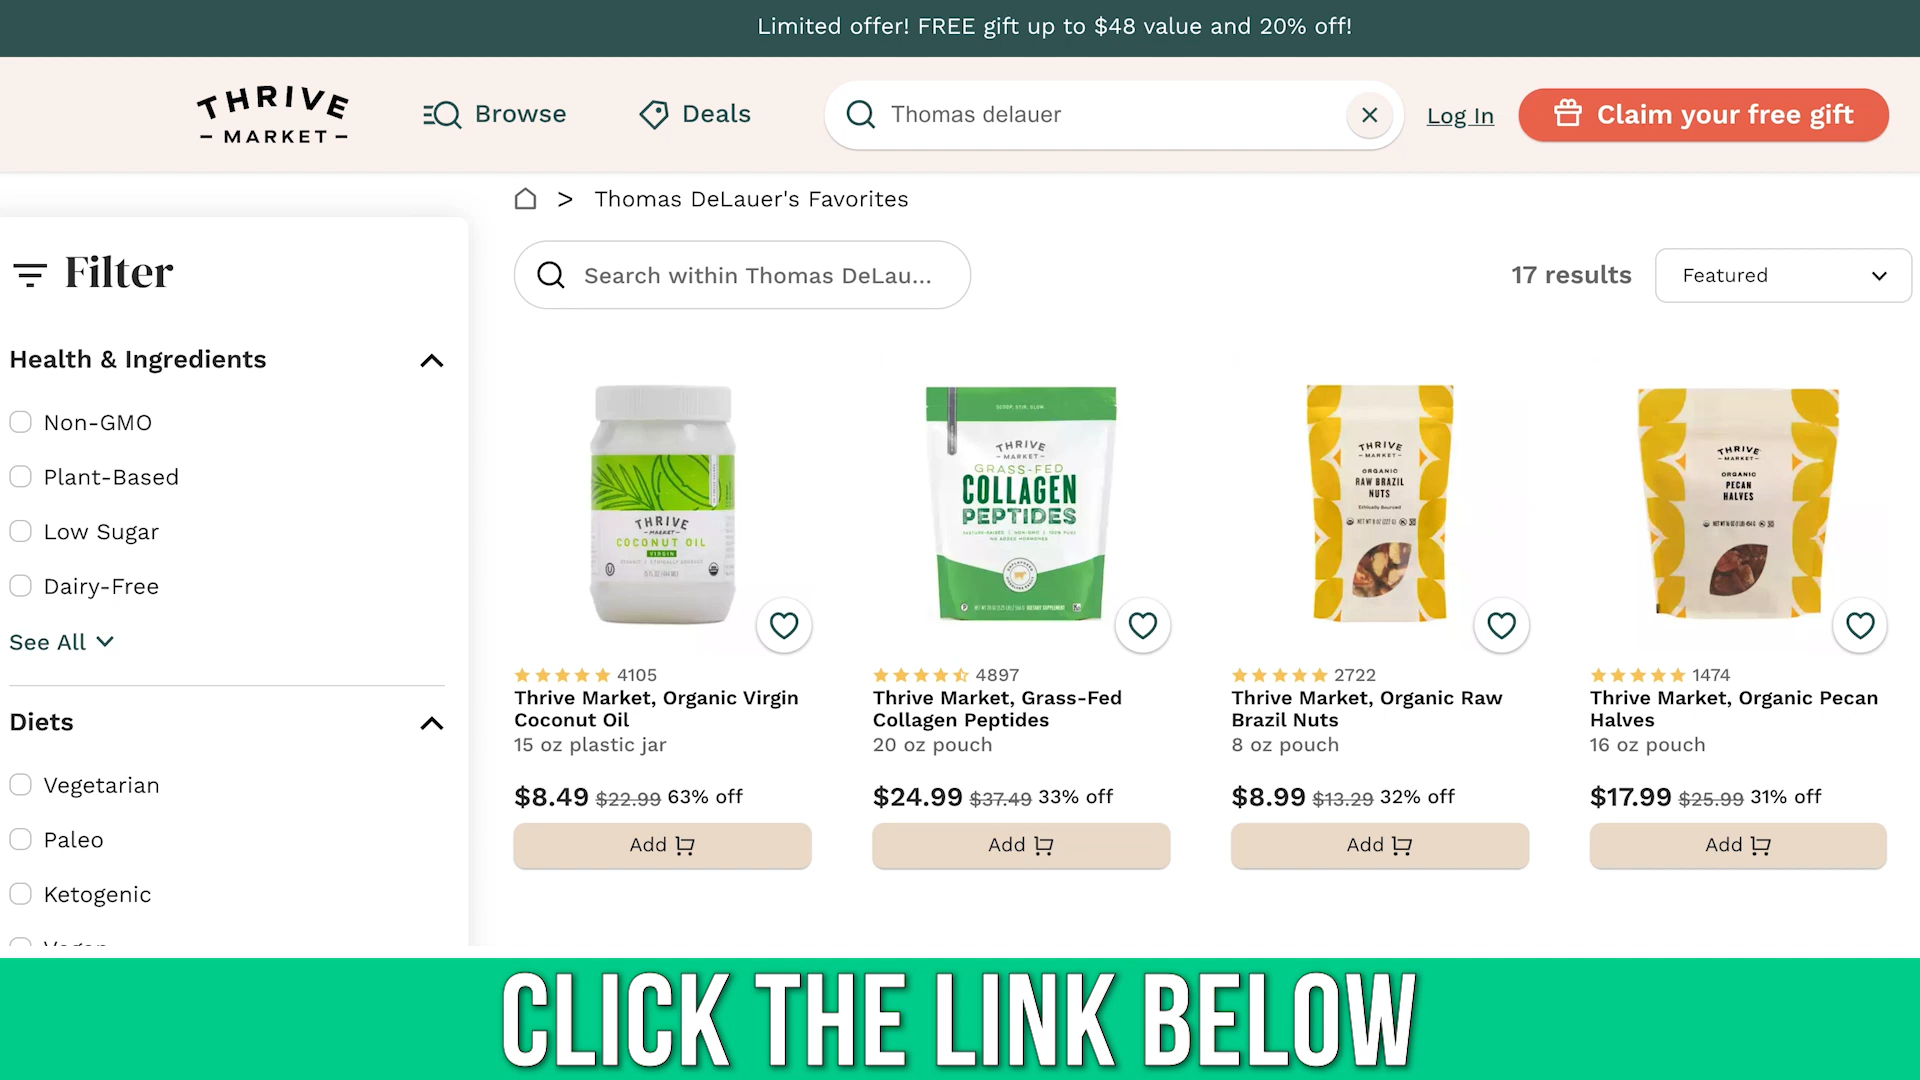 Limited offer! FREE gift up to $48 value and 20% off!
THRIVE
MARKET
Browse
Deals
Thomas delauer
Log In
Claim your free gift
> Thomas DeLauer's Favorites
Filter
Search within Thomas DeLau...
17 results
Featured
Health & Ingredients
Non-GMO
Plant-Based
Low Sugar
Dairy-Free
See All
Diets
Vegetarian
Paleo
Ketogenic
THRIVE
MARKET
COCONUT OIL
VIRGIN
4105
Thrive Market, Organic Virgin
Coconut Oil
15 oz plastic jar
$8.49 $22.99 63% off
Add
SCOOP. STIR. GLOW.
THRIVE
MARKET
GRASS-FED
COLLAGEN
PEPTIDES
4897
Thrive Market, Grass-Fed
Collagen Peptides
20 oz pouch
$24.99 $37.49 33% off
Add
THRIVE
MARKET
ORGANIC
RAW BRAZIL
NUTS
Ethically Sourced
2722
Thrive Market, Organic Raw
Brazil Nuts
8 oz pouch
$8.99 $13.29 32% off
Add
THRIVE
MARKET
ORGANIC
PECAN
HALVES
1474
Thrive Market, Organic Pecan
Halves
16 oz pouch
$17.99 $25.99 31% off
Add
CLICK THE LINK BELOW